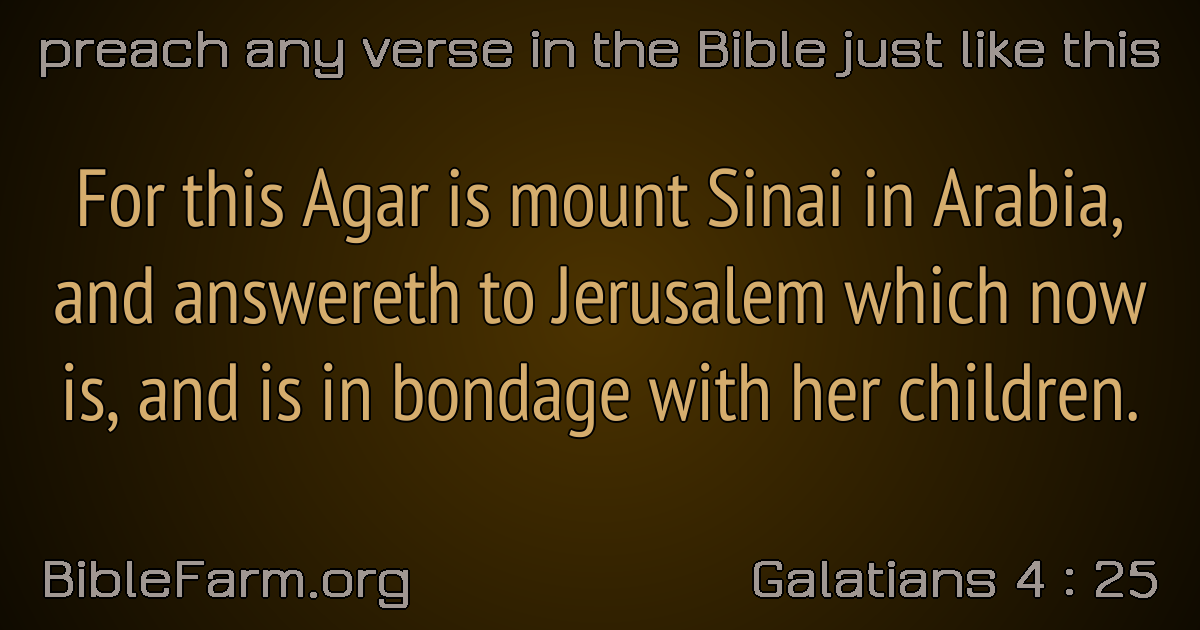 preach any verse in the Bible just like this
For this Agar is mount Sinai in Arabia,
and answereth to Jerusalem which now
is, and is in bondage with her children.
BibleFarm.org
Galatians 4 : 25